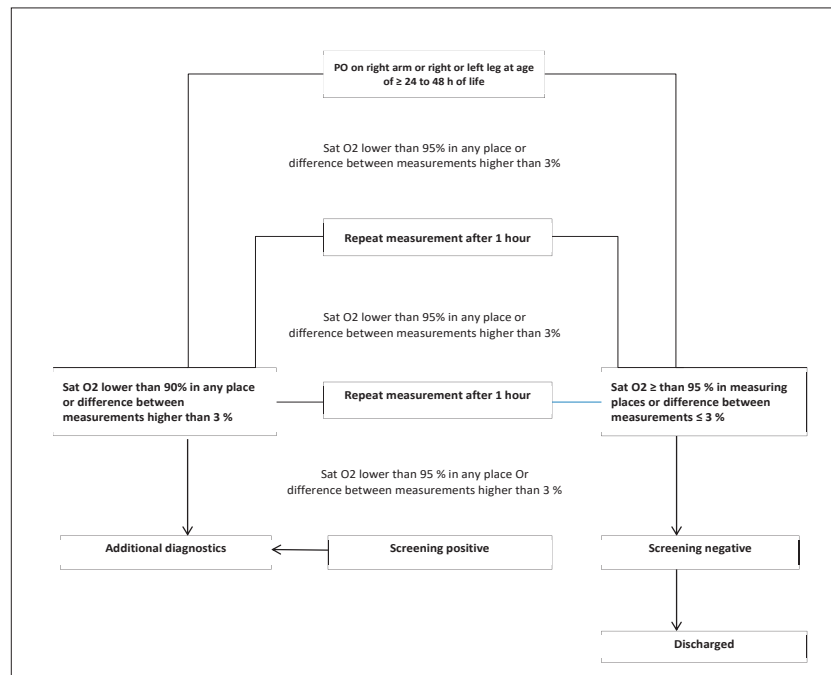 PO on right arm or right or left leg at age
of ≥ 24 to 48 h of life
Sat O2 lower than 95% in any place or
difference between measurements higher than 3%
Repeat measurement after 1 hour
Sat O2 lower than 95% in any place or
difference between measurements higher than 3%
Sat O2 lower than 90% in any place
or difference between
measurements higher than 3 %
Repeat measurement after 1 hour
Sat O2 ≥ than 95 % in measuring
places or difference between
measurements ≤ 3 %
Sat O2 lower than 95 % in any place Or
difference between measurements higher than 3 %
Additional diagnostics
Screening positive
Screening negative
Discharged